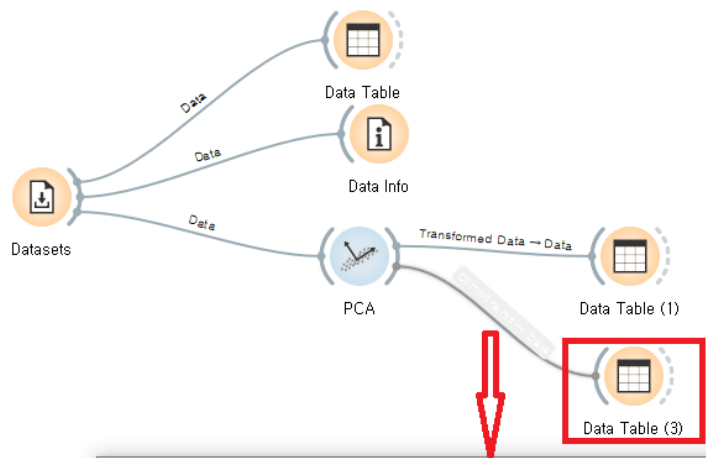 Data Table
Data
Data
Data Info
Data
Datasets
Transformed Data → Data
PCA
Data Table (1)
Data Table (3)